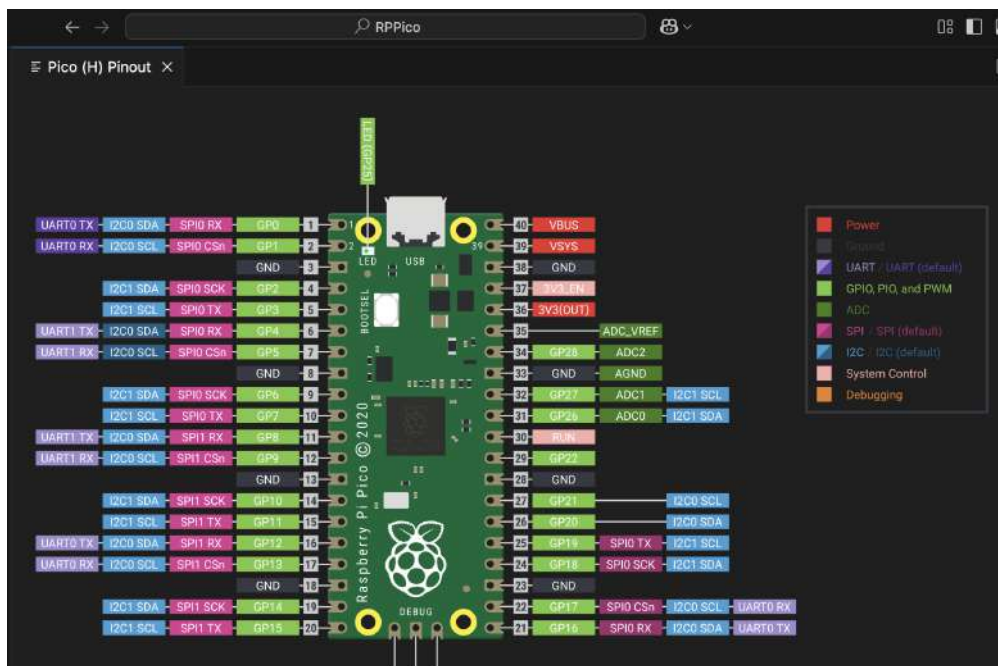 RPPico
Pico (H) Pinout
LED (GP25)
UART0 TX I2C0 SDA SPI0 RX GP0 1
UART0 RX I2C0 SCL SPI0 CSn GP1 2
GND 3
I2C1 SDA SPI0 SCK GP2 4
I2C1 SCL SPI0 TX GP3 5
UART1 TX I2C0 SDA SPI0 RX GP4 6
UART1 RX I2C0 SCL SPI0 CSn GP5 7
GND 8
I2C1 SDA SPI0 SCK GP6 9
I2C1 SCL SPI0 TX GP7 10
UART1 TX I2C0 SDA SPI1 RX GP8 11
UART1 RX I2C0 SCL SPI1 CSn GP9 12
GND 13
I2C1 SDA SPI1 SCK GP10 14
I2C1 SCL SPI1 TX GP11 15
UART0 TX I2C0 SDA SPI1 RX GP12 16
UART0 RX I2C0 SCL SPI1 CSn GP13 17
GND 18
I2C1 SDA SPI1 SCK GP14 19
I2C1 SCL SPI1 TX GP15 20
1
2
39
LED
USB
BOOTSEL
Raspberry Pi Pico ©2020
DEBUG
40 VBUS
39 VSYS
38 GND
37 3V3_EN
36 3V3(OUT)
35 ADC_VREF
34 GP28 ADC2
33 GND AGND
32 GP27 ADC1 I2C1 SCL
31 GP26 ADC0 I2C1 SDA
30 RUN
29 GP22
28 GND
27 GP21 I2C0 SCL
26 GP20 I2C0 SDA
25 GP19 SPI0 TX I2C1 SCL
24 GP18 SPI0 SCK I2C1 SDA
23 GND
22 GP17 SPI0 CSn I2C0 SCL UART0 RX
21 GP16 SPI0 RX I2C0 SDA UART0 TX
Power
Ground
UART / UART (default)
GPIO, PIO, and PWM
ADC
SPI / SPI (default)
I2C / I2C (default)
System Control
Debugging